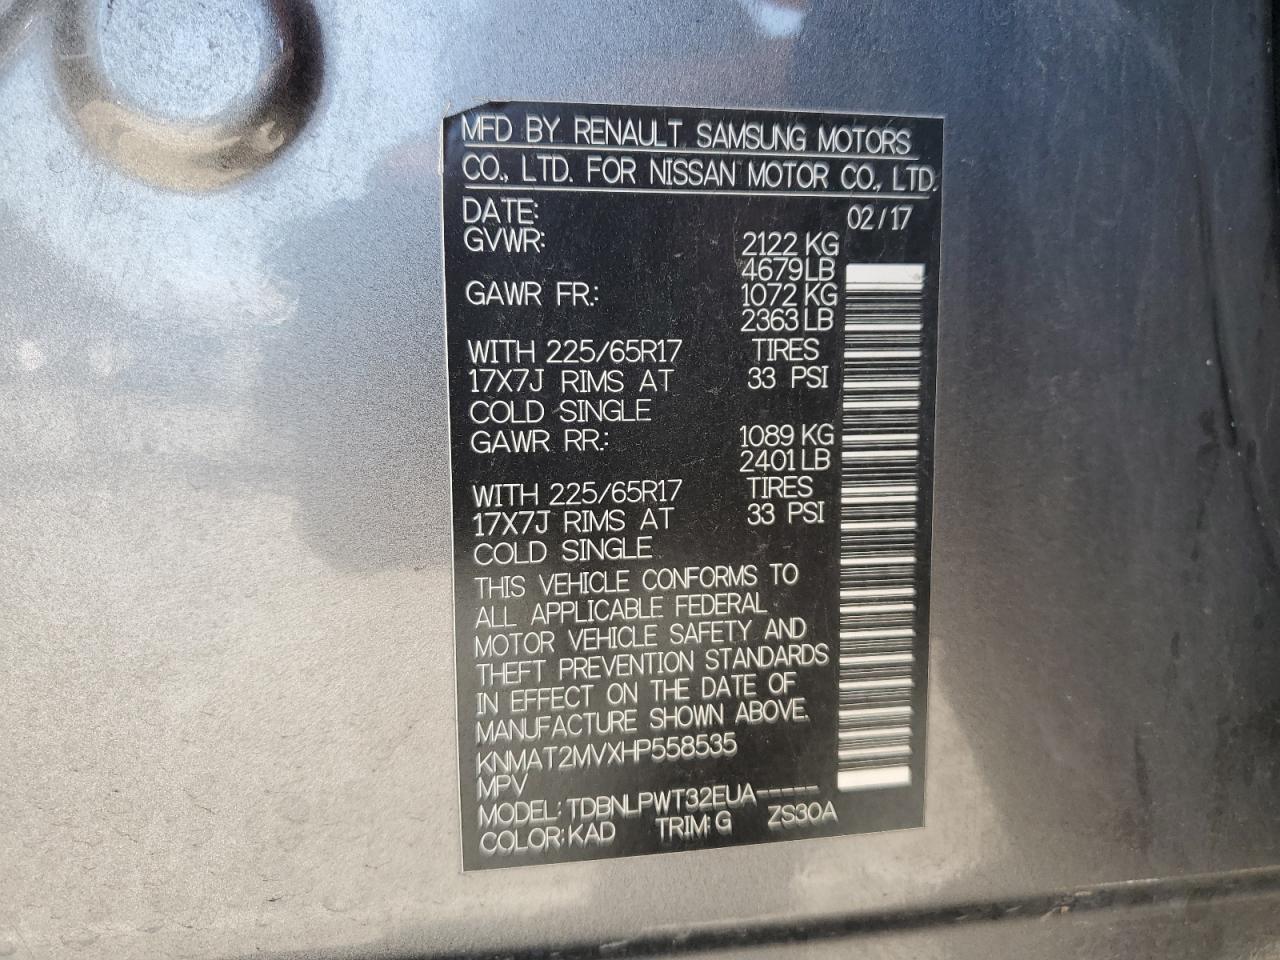 MFD BY RENAULT SAMSUNG MOTORS
CO., LTD. FOR NISSAN MOTOR CO., LTD.
DATE: 02/17
GVWR: 2122 KG
4679 LB
GAWR FR.: 1072 KG
2363 LB
WITH 225/65R17 TIRES
17X7J RIMS AT 33 PSI
COLD SINGLE
GAWR RR.: 1089 KG
2401 LB
WITH 225/65R17 TIRES
17X7J RIMS AT 33 PSI
COLD SINGLE
THIS VEHICLE CONFORMS TO
ALL APPLICABLE FEDERAL
MOTOR VEHICLE SAFETY AND
THEFT PREVENTION STANDARDS
IN EFFECT ON THE DATE OF
MANUFACTURE SHOWN ABOVE.
KNMAT2MVXHP558535
MPV
MODEL: TDBNLPWT32EUA-----
COLOR: KAD TRIM: G ZS30A